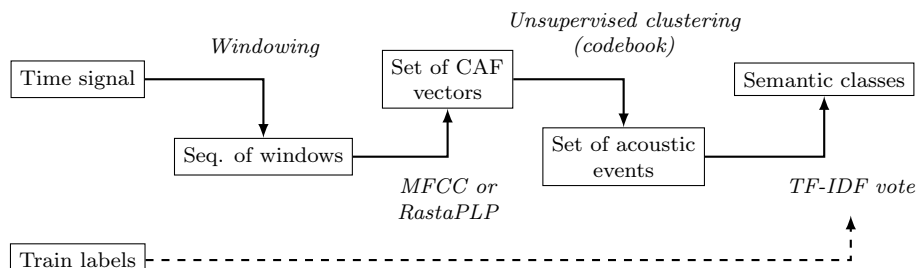 Unsupervised clustering
(codebook)
Windowing
Time signal
Set of CAF
vectors
Semantic classes
Seq. of windows
Set of acoustic
events
MFCC or
RastaPLP
TF-IDF vote
Train labels